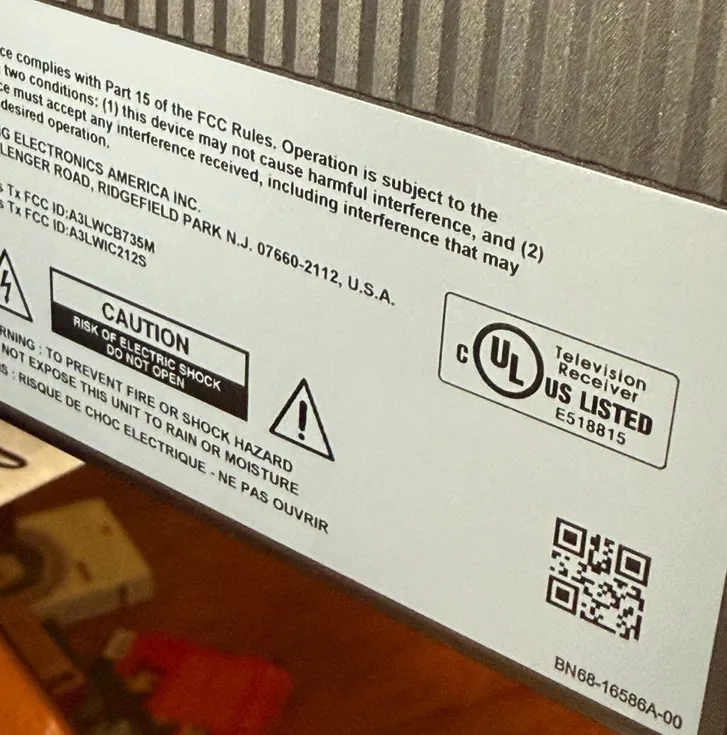 ce complies with Part 15 of the FCC Rules. Operation is subject to the
two conditions: (1) this device may not cause harmful interference, and (2)
ce must accept any interference received, including interference that may
desired operation.
G ELECTRONICS AMERICA INC.
LENGER ROAD, RIDGEFIELD PARK N.J. 07660-2112, U.S.A.
s Tx FCC ID:A3LWCB735M
s Tx FCC ID:A3LWIC212S
CAUTION
RISK OF ELECTRIC SHOCK
DO NOT OPEN
RNING : TO PREVENT FIRE OR SHOCK HAZARD
NOT EXPOSE THIS UNIT TO RAIN OR MOISTURE
S : RISQUE DE CHOC ELECTRIQUE - NE PAS OUVRIR
C UL US LISTED
Television
Receiver
E518815
BN68-16586A-00